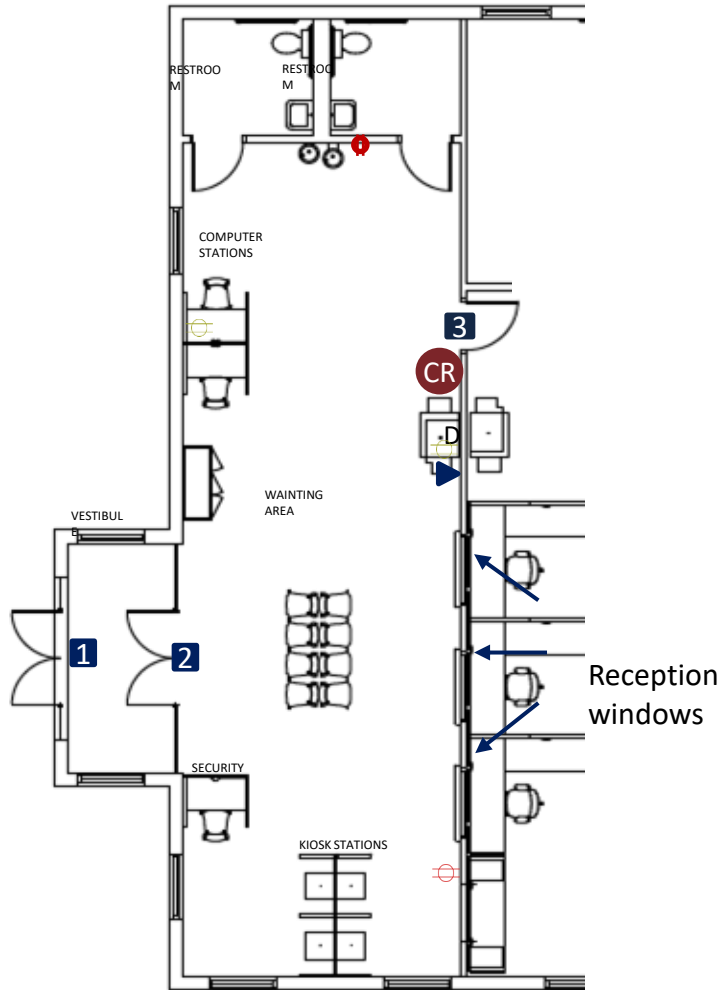 RESTROO
M
RESTROO
M
COMPUTER
STATIONS
3
CR
D
WAINTING
AREA
VESTIBUL
E
1
2
Reception
windows
SECURITY
KIOSK STATIONS